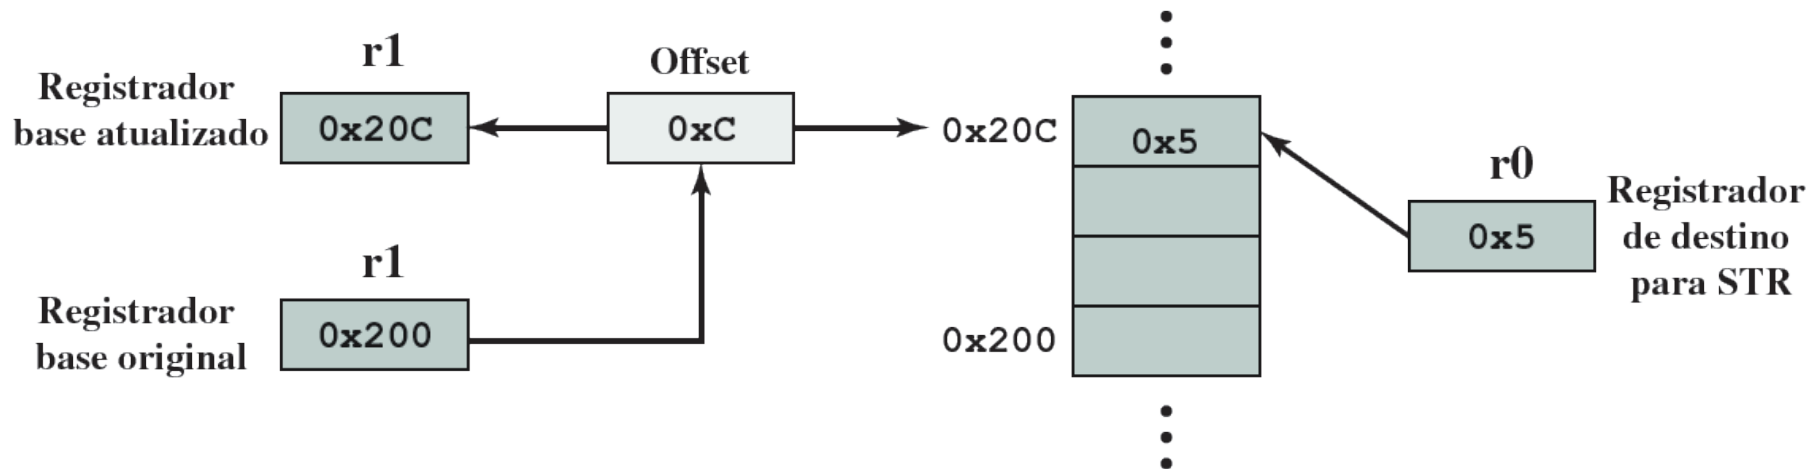 r1
Offset
Registrador
base atualizado
0x20C
0xC
0x20C
0x5
r0
Registrador
de destino
para STR
0x5
r1
Registrador
base original
0x200
0x200